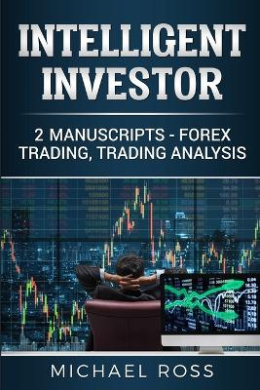 INTELLIGENT
INVESTOR
2 MANUSCRIPTS - FOREX
TRADING, TRADING ANALYSIS
MICHAEL ROSS